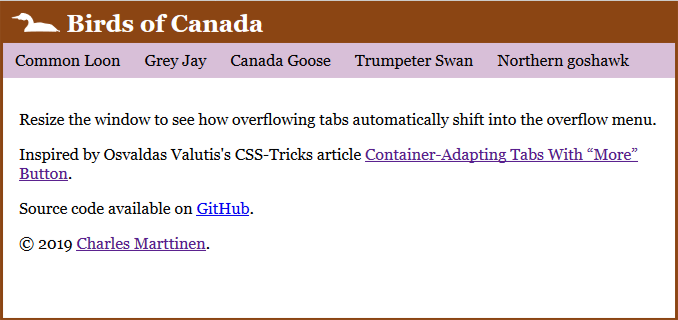 Birds of Canada
Common Loon Grey Jay Canada Goose Trumpeter Swan Northern goshawk
Resize the window to see how overflowing tabs automatically shift into the overflow menu.
Inspired by Osvaldas Valutis's CSS-Tricks article Container-Adapting Tabs With “More”
Button.
Source code available on GitHub.
© 2019 Charles Marttinen.